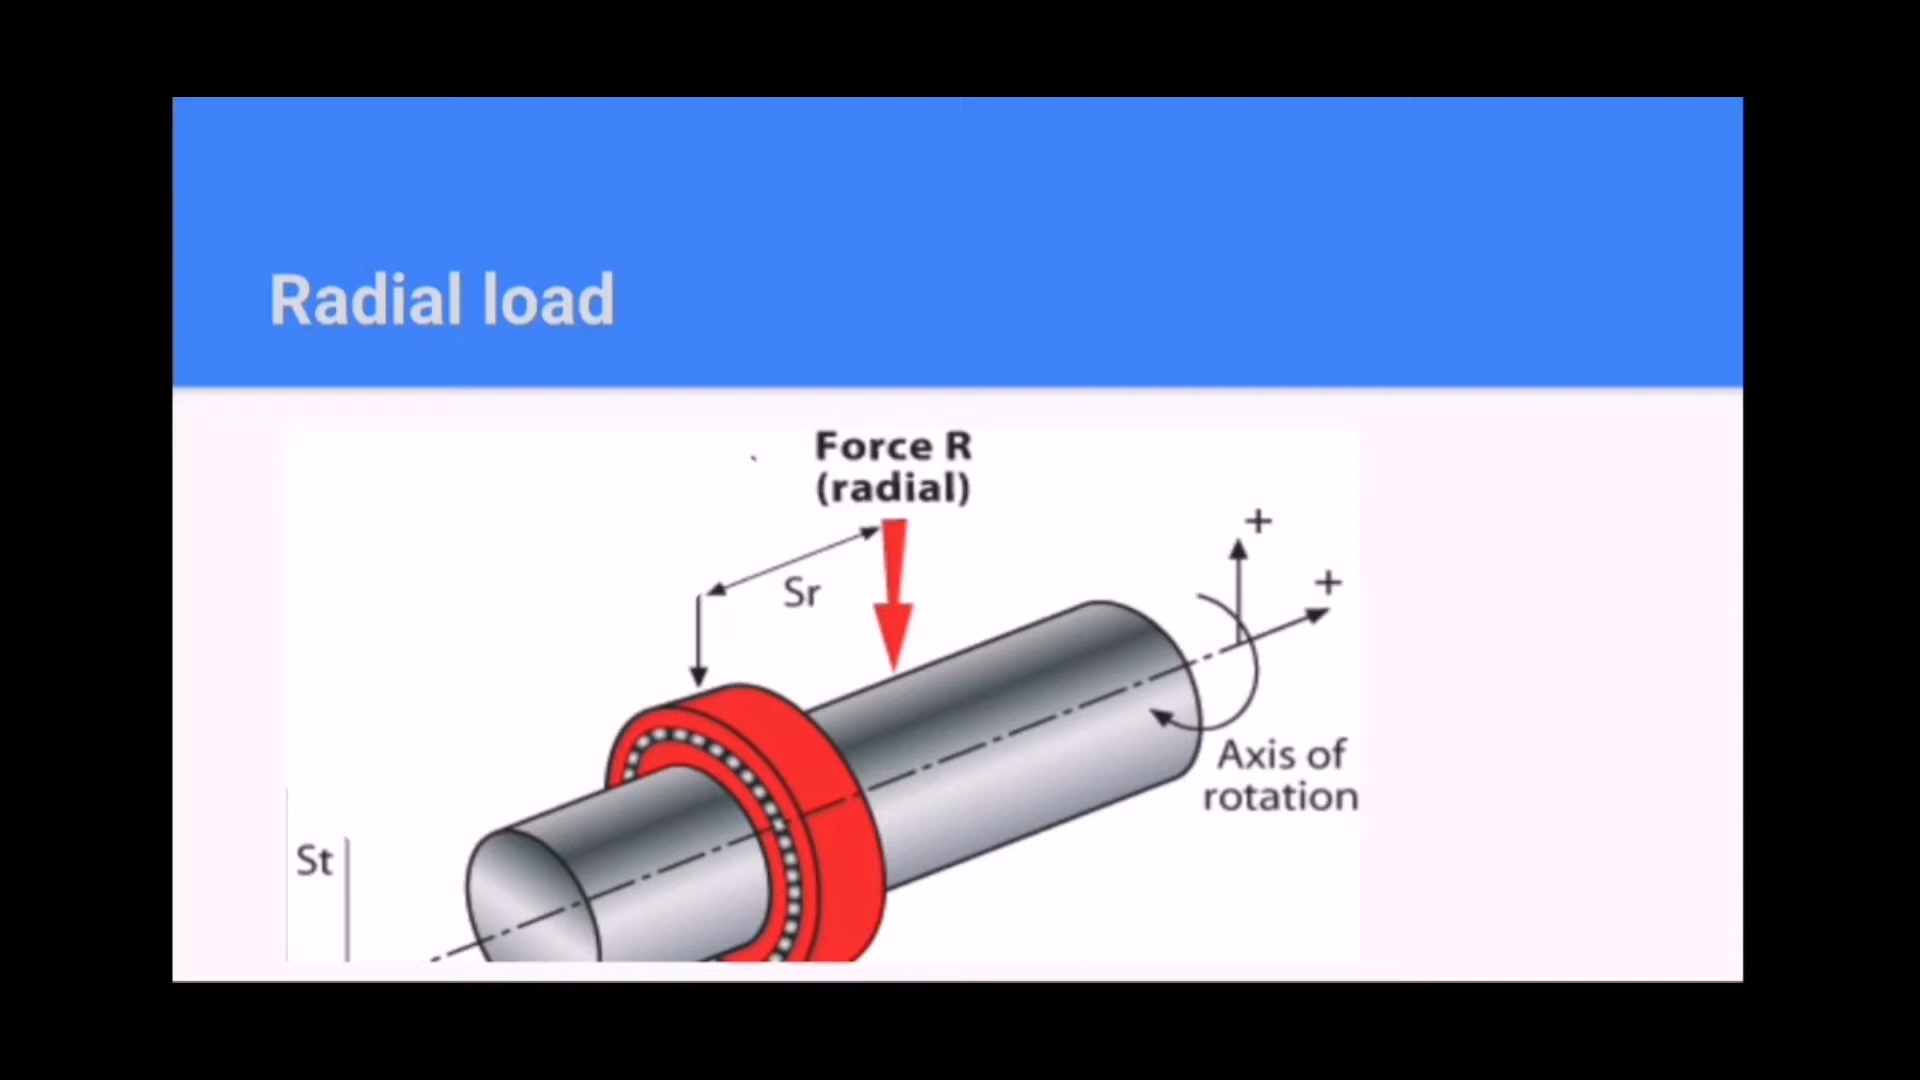 Radial load
Force R
(radial)
+
Sr
+
Axis of
rotation
St